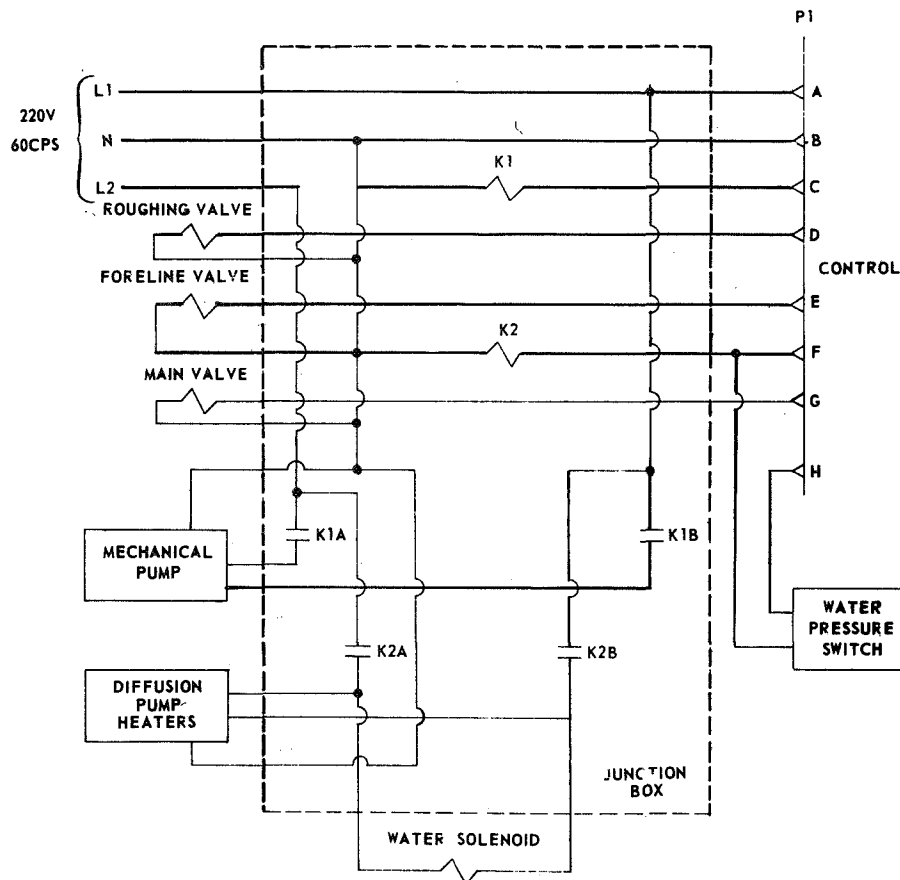 P1
L1
A
220V
60CPS
N
B
K1
L2
C
ROUGHING VALVE
D
CONTROL
FORELINE VALVE
E
K2
F
MAIN VALVE
G
H
K1A
K1B
MECHANICAL
PUMP
WATER
PRESSURE
SWITCH
K2A
K2B
DIFFUSION
PUMP
HEATERS
JUNCTION
BOX
WATER SOLENOID